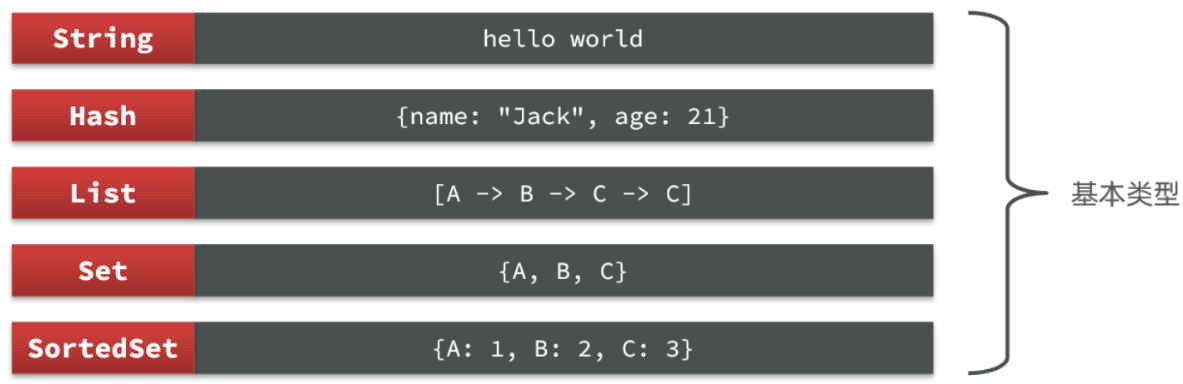 String hello world
Hash {name: "Jack", age: 21}
List [A -> B -> C -> C]
Set {A, B, C}
SortedSet {A: 1, B: 2, C: 3}
基本类型